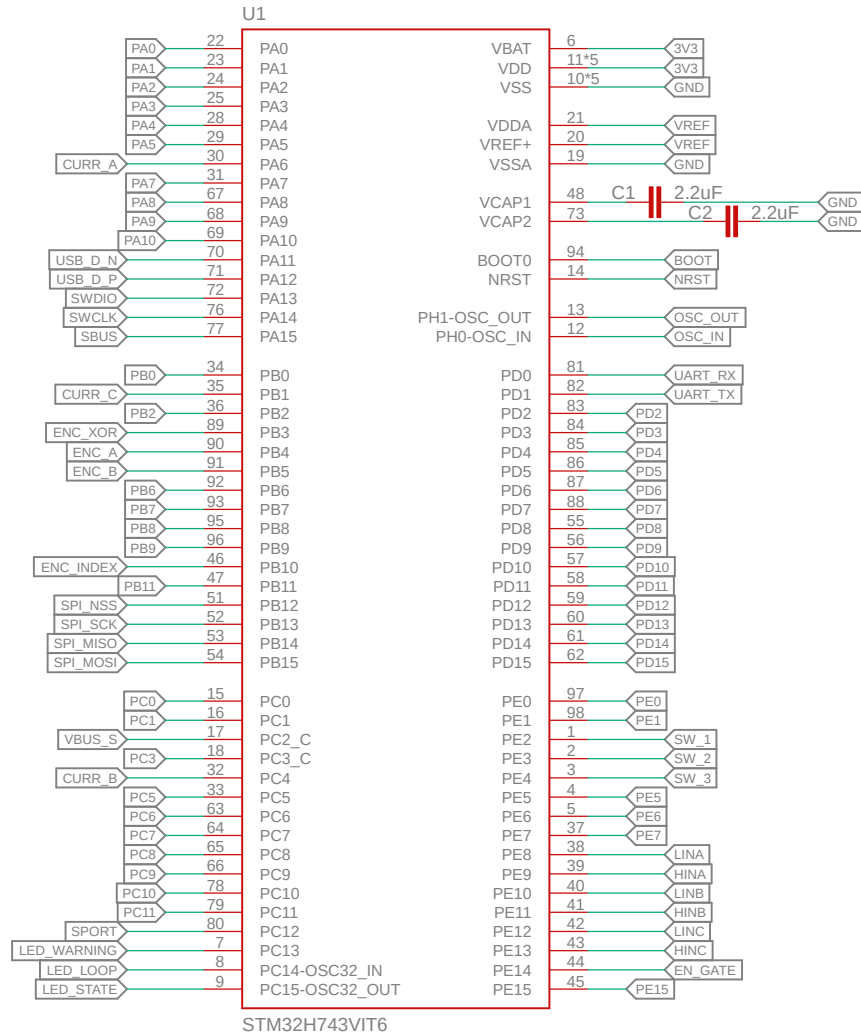 U1
PA0 22 PA0 VBAT 6 3V3
PA1 23 PA1 VDD 11*5 3V3
PA2 24 PA2 VSS 10*5 GND
PA3 25 PA3
PA4 28 PA4 VDDA 21 VREF
PA5 29 PA5 VREF+ 20 VREF
CURR_A 30 PA6 VSSA 19 GND
PA7 31 PA7
PA8 67 PA8 VCAP1 48 C1 2.2uF GND
PA9 68 PA9 VCAP2 73 C2 2.2uF GND
PA10 69 PA10
USB_D_N 70 PA11 BOOT0 94 BOOT
USB_D_P 71 PA12 NRST 14 NRST
SWDIO 72 PA13
SWCLK 76 PA14 PH1-OSC_OUT 13 OSC_OUT
SBUS 77 PA15 PH0-OSC_IN 12 OSC_IN
PB0 34 PB0 PD0 81 UART_RX
CURR_C 35 PB1 PD1 82 UART_TX
PB2 36 PB2 PD2 83 PD2
ENC_XOR 89 PB3 PD3 84 PD3
ENC_A 90 PB4 PD4 85 PD4
ENC_B 91 PB5 PD5 86 PD5
PB6 92 PB6 PD6 87 PD6
PB7 93 PB7 PD7 88 PD7
PB8 95 PB8 PD8 55 PD8
PB9 96 PB9 PD9 56 PD9
ENC_INDEX 46 PB10 PD10 57 PD10
PB11 47 PB11 PD11 58 PD11
SPI_NSS 51 PB12 PD12 59 PD12
SPI_SCK 52 PB13 PD13 60 PD13
SPI_MISO 53 PB14 PD14 61 PD14
SPI_MOSI 54 PB15 PD15 62 PD15
PC0 15 PC0 PE0 97 PE0
PC1 16 PC1 PE1 98 PE1
VBUS_S 17 PC2_C PE2 1 SW_1
PC3 18 PC3_C PE3 2 SW_2
CURR_B 32 PC4 PE4 3 SW_3
PC5 33 PC5 PE5 4 PE5
PC6 63 PC6 PE6 5 PE6
PC7 64 PC7 PE7 37 PE7
PC8 65 PC8 PE8 38 LINA
PC9 66 PC9 PE9 39 HINA
PC10 78 PC10 PE10 40 LINB
PC11 79 PC11 PE11 41 HINB
SPORT 80 PC12 PE12 42 LINC
LED_WARNING 7 PC13 PE13 43 HINC
LED_LOOP 8 PC14-OSC32_IN PE14 44 EN_GATE
LED_STATE 9 PC15-OSC32_OUT PE15 45 PE15
STM32H743VIT6